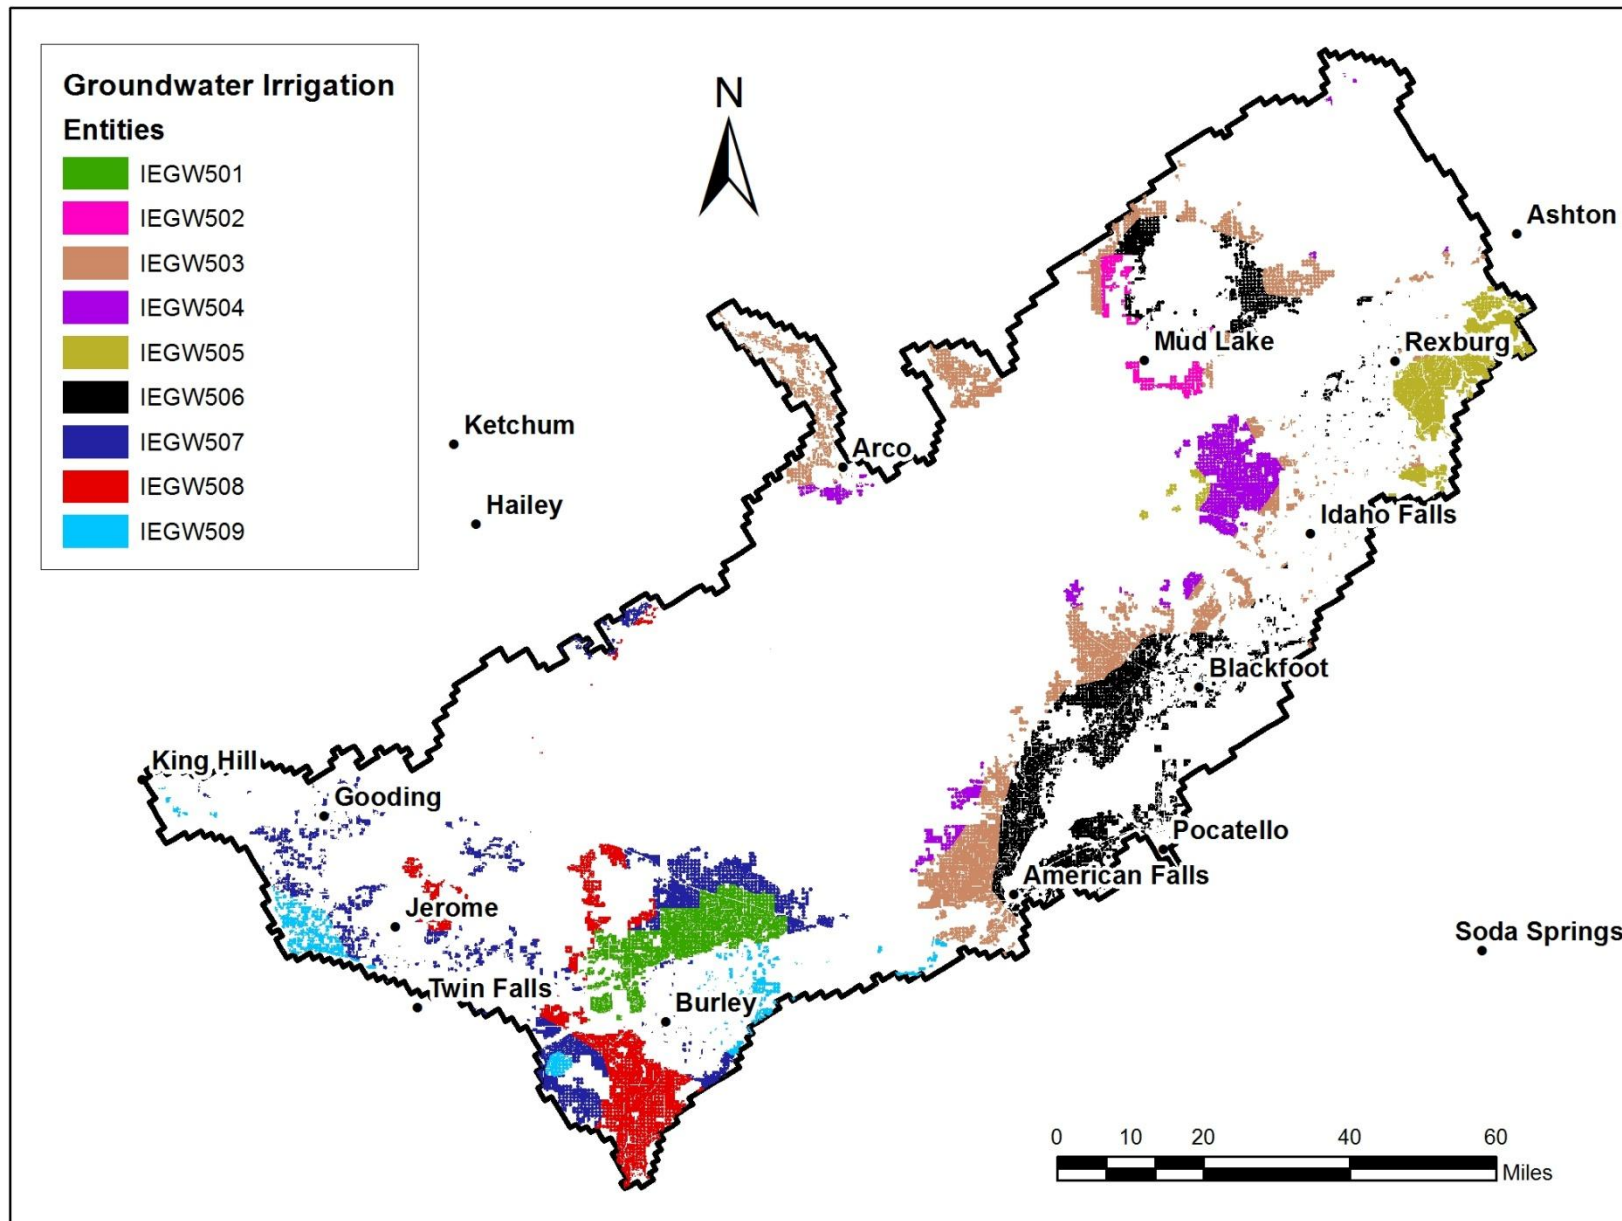 Groundwater Irrigation
Entities
IEGW501
IEGW502
IEGW503
IEGW504
IEGW505
IEGW506
IEGW507
IEGW508
IEGW509
N
Ashton
Mud Lake
Rexburg
Ketchum
Arco
Hailey
Idaho Falls
Blackfoot
King Hill
Gooding
Pocatello
American Falls
Jerome
Soda Springs
Twin Falls
Burley
0 10 20 40 60
Miles